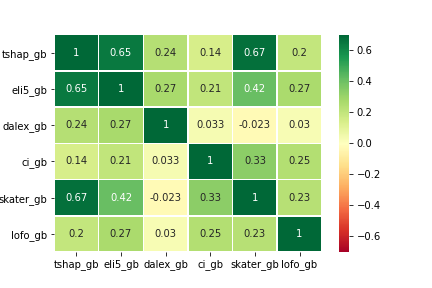 tshap_gb 1 0.65 0.24 0.14 0.67 0.2
eli5_gb 0.65 1 0.27 0.21 0.42 0.27
dalex_gb 0.24 0.27 1 0.033 -0.023 0.03
ci_gb 0.14 0.21 0.033 1 0.33 0.25
skater_gb 0.67 0.42 -0.023 0.33 1 0.23
lofo_gb 0.2 0.27 0.03 0.25 0.23 1
tshap_gb eli5_gb dalex_gb ci_gb skater_gb lofo_gb
0.6
0.4
0.2
0.0
−0.2
−0.4
−0.6